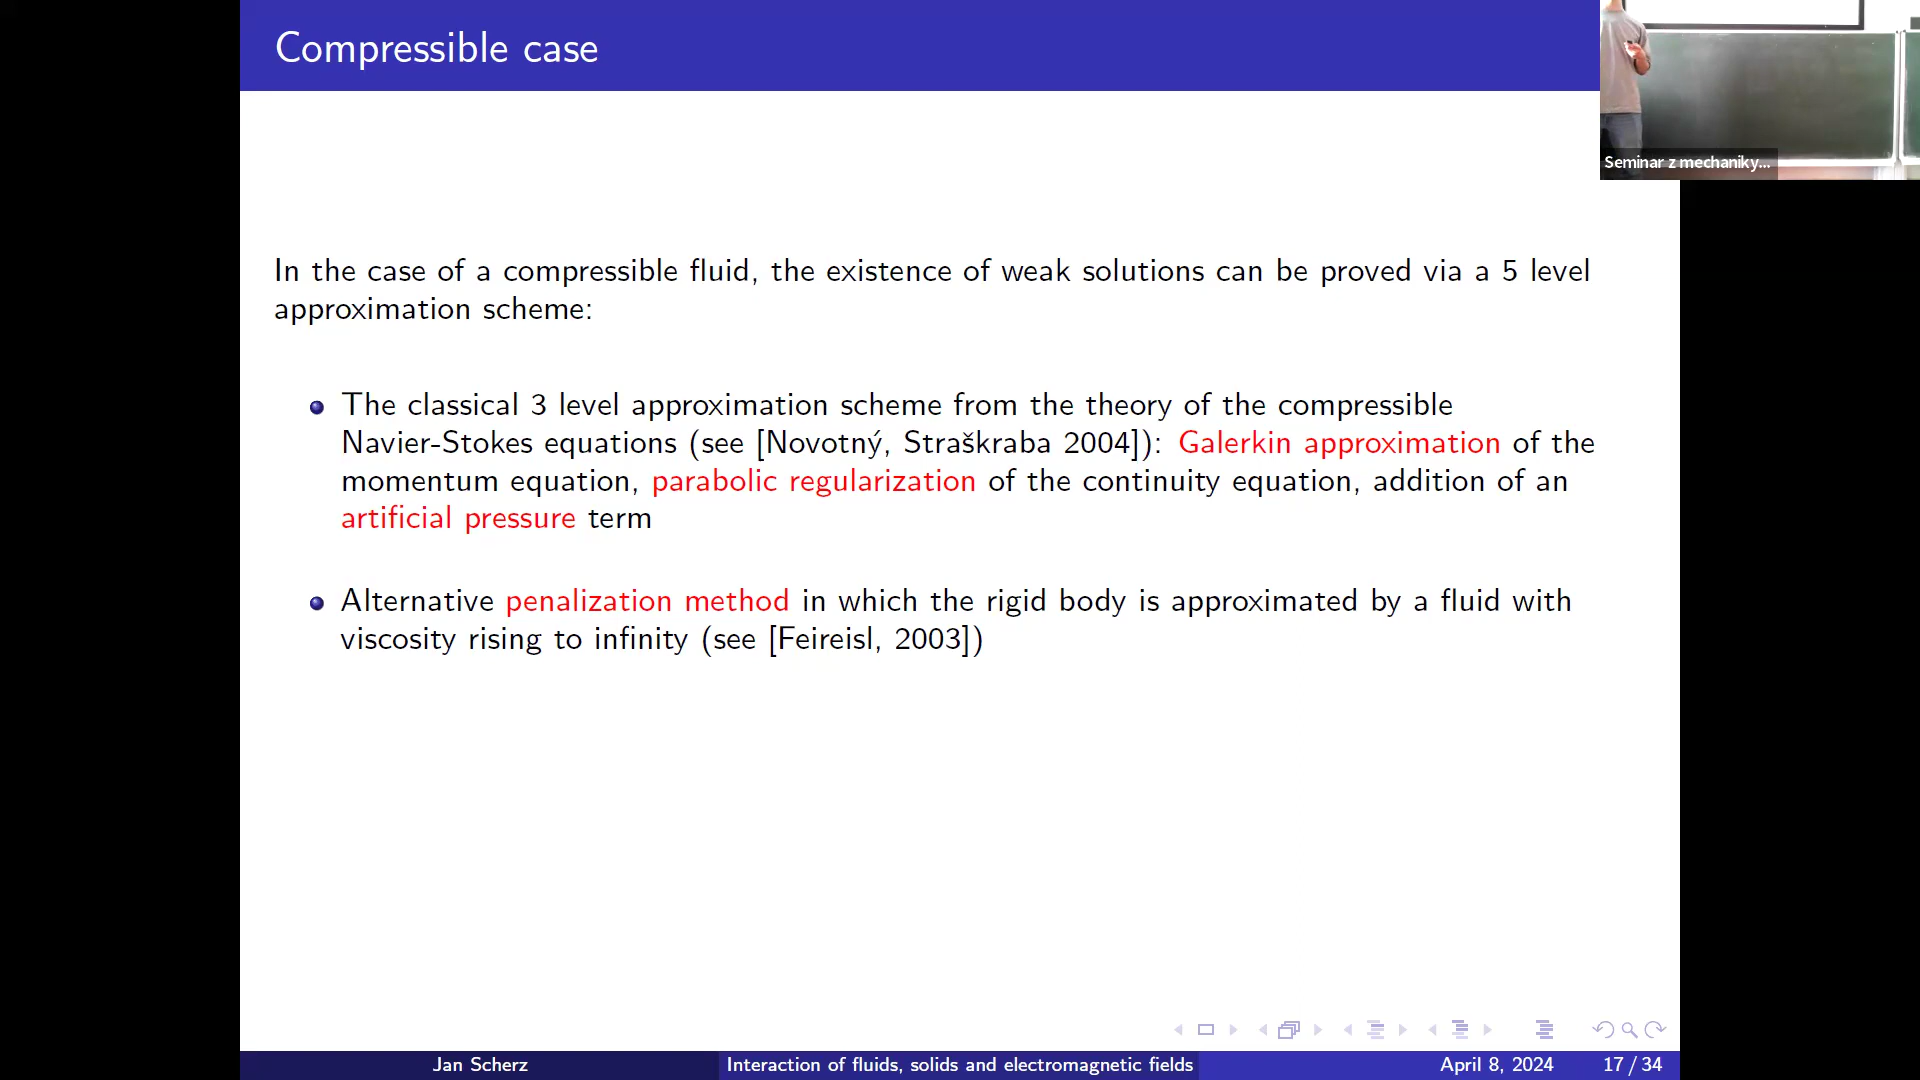 Compressible case
Seminar z mechaniky...
In the case of a compressible fluid, the existence of weak solutions can be proved via a 5 level
approximation scheme:
The classical 3 level approximation scheme from the theory of the compressible
Navier-Stokes equations (see [Novotný, Straškraba 2004]): Galerkin approximation of the
momentum equation, parabolic regularization of the continuity equation, addition of an
artificial pressure term
Alternative penalization method in which the rigid body is approximated by a fluid with
viscosity rising to infinity (see [Feireisl, 2003])
Jan Scherz
Interaction of fluids, solids and electromagnetic fields
April 8, 2024
17 / 34